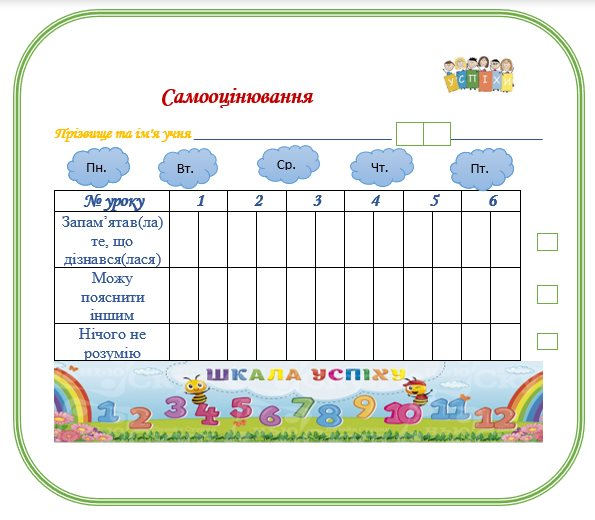 УСПІХИ
Самооцінювання
Прізвище та ім'я учня
Пн. Вт. Ср. Чт. Пт.
№ уроку 1 2 3 4 5 6
Запам’ятав(ла)
те, що
дізнався(лася)
Можу
пояснити
іншим
Нічого не
розумію
ШКАЛА УСПІХУ
1 2 3 4 5 6 7 8 9 10 11 12